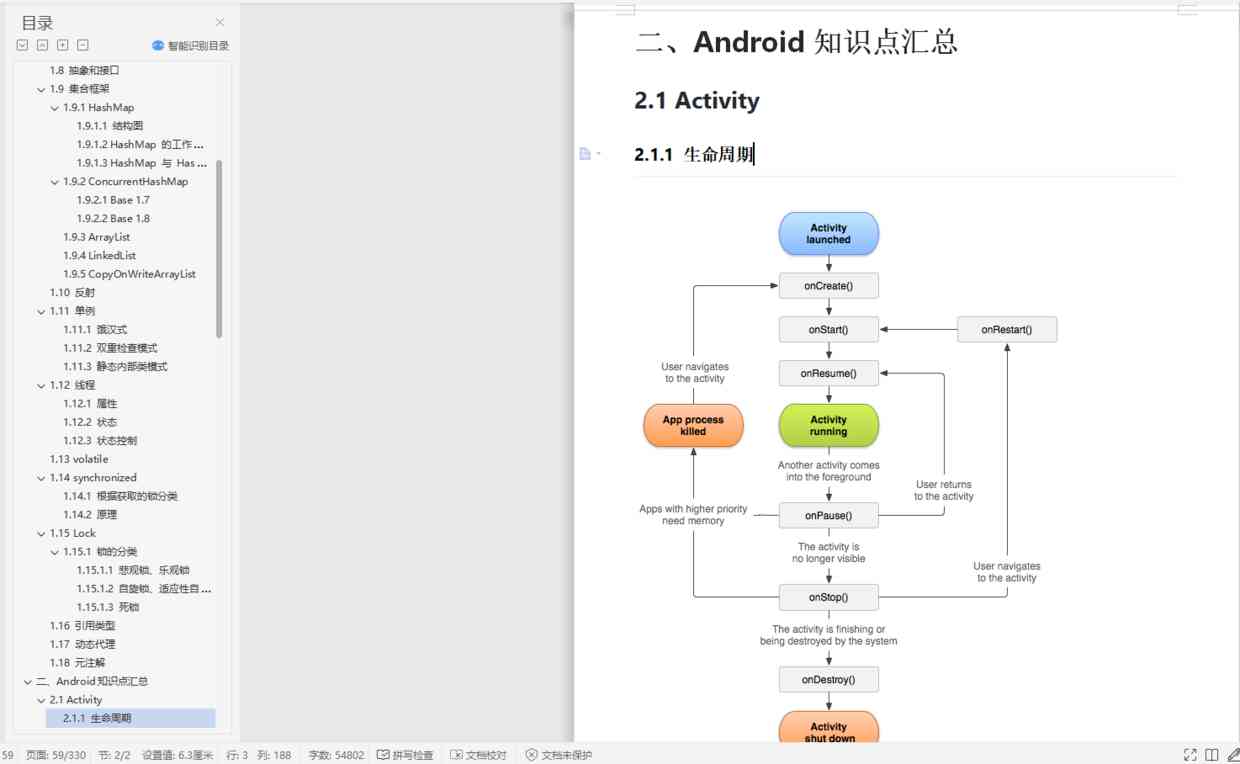 目录
智能识别目录
1.8 抽象和接口
1.9 集合框架
1.9.1 HashMap
1.9.1.1 结构图
1.9.1.2 HashMap 的工作...
1.9.1.3 HashMap 与 Has...
1.9.2 ConcurrentHashMap
1.9.2.1 Base 1.7
1.9.2.2 Base 1.8
1.9.3 ArrayList
1.9.4 LinkedList
1.9.5 CopyOnWriteArrayList
1.10 反射
1.11 单例
1.11.1 饿汉式
1.11.2 双重检查模式
1.11.3 静态内部类模式
1.12 线程
1.12.1 属性
1.12.2 状态
1.12.3 状态控制
1.13 volatile
1.14 synchronized
1.14.1 根据获取的锁分类
1.14.2 原理
1.15 Lock
1.15.1 锁的分类
1.15.1.1 悲观锁、乐观锁
1.15.1.2 自旋锁、适应性自...
1.15.1.3 死锁
1.16 引用类型
1.17 动态代理
1.18 元注解
二、Android 知识点汇总
2.1 Activity
2.1.1 生命周期
二、Android 知识点汇总
2.1 Activity
2.1.1 生命周期
Activity
launched
onCreate()
onStart()
onRestart()
onResume()
User navigates
to the activity
App process
killed
Activity
running
Another activity comes
into the foreground
User returns
to the activity
Apps with higher priority
need memory
onPause()
The activity is
no longer visible
User navigates
to the activity
onStop()
The activity is finishing or
being destroyed by the system
onDestroy()
Activity
shut down
59 页面: 59/330 节: 2/2 设置值: 6.3厘米 行: 3 列: 188 字数: 54802 拼写检查 文档校对 文档未保护